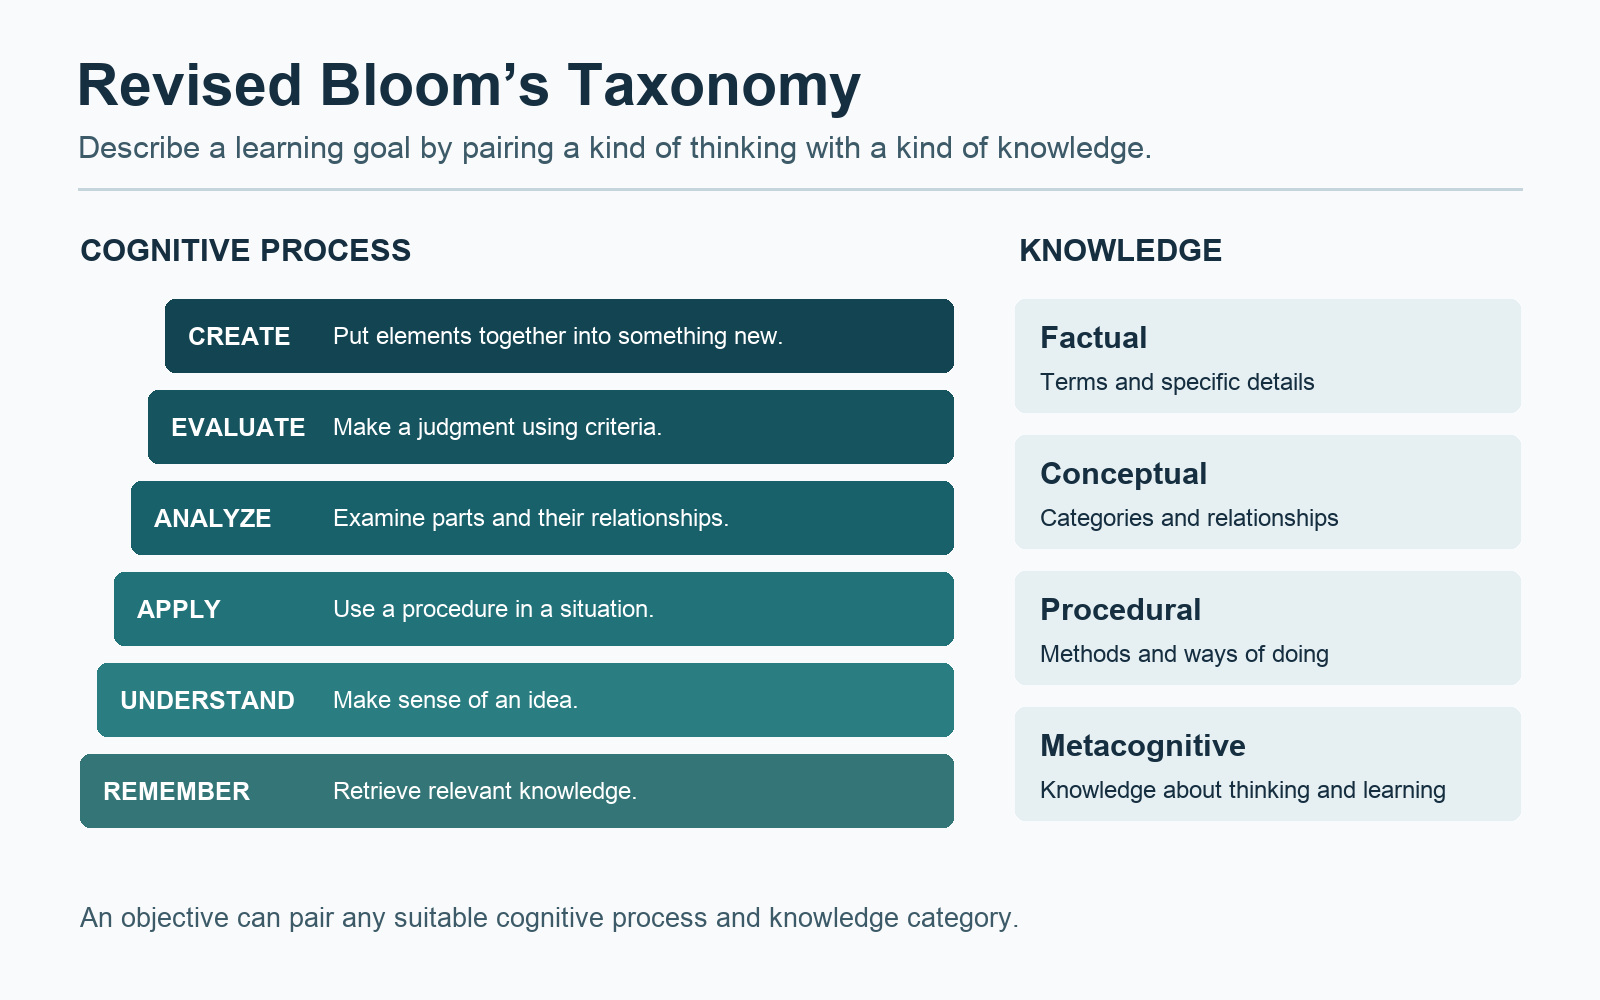 Revised Bloom’s Taxonomy
Describe a learning goal by pairing a kind of thinking with a kind of knowledge.
COGNITIVE PROCESS
CREATE Put elements together into something new.
EVALUATE Make a judgment using criteria.
ANALYZE Examine parts and their relationships.
APPLY Use a procedure in a situation.
UNDERSTAND Make sense of an idea.
REMEMBER Retrieve relevant knowledge.
KNOWLEDGE
Factual
Terms and specific details
Conceptual
Categories and relationships
Procedural
Methods and ways of doing
Metacognitive
Knowledge about thinking and learning
An objective can pair any suitable cognitive process and knowledge category.